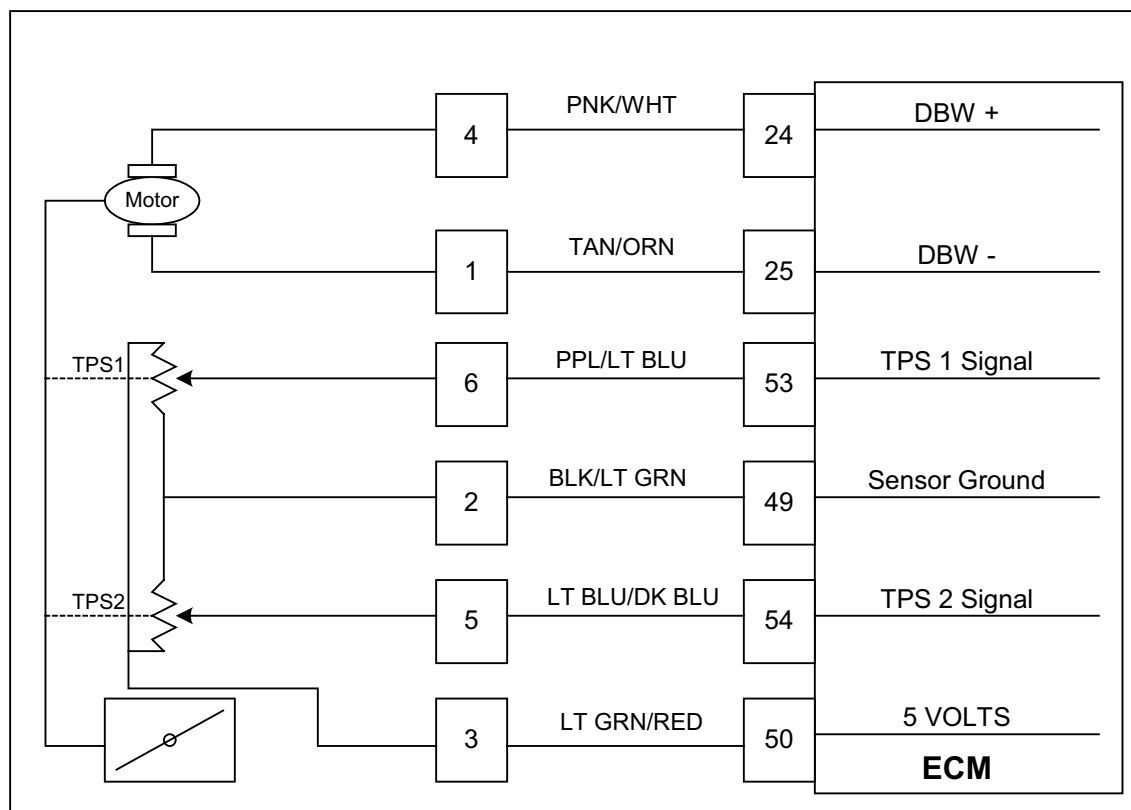 4 PNK/WHT 24 DBW +
Motor
1 TAN/ORN 25 DBW -
TPS1 6 PPL/LT BLU 53 TPS 1 Signal
2 BLK/LT GRN 49 Sensor Ground
TPS2 5 LT BLU/DK BLU 54 TPS 2 Signal
3 LT GRN/RED 50 5 VOLTS
ECM